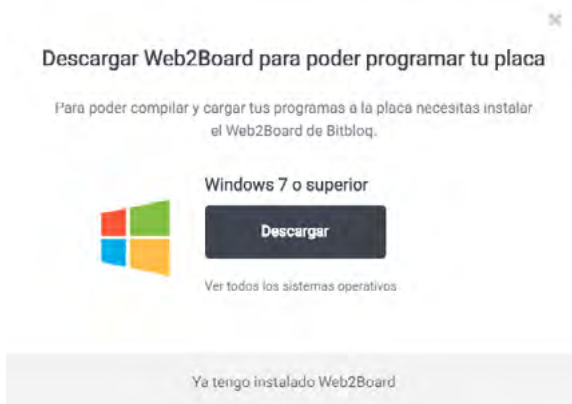 Descargar Web2Board para poder programar tu placa
Para poder compilar y cargar tus programas a la placa necesitas instalar
el Web2Board de Bitbloq.
Windows 7 o superior
Descargar
Ver todos los sistemas operativos
Ya tengo instalado Web2Board